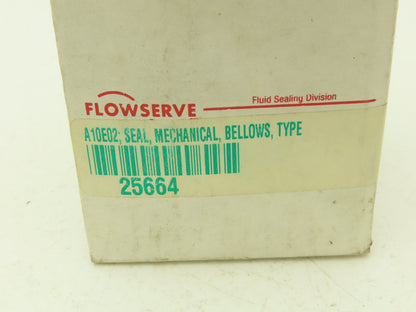 FLOWSERVE
Fluid Sealing Division
A10E02; SEAL, MECHANICAL, BELLOWS, TYPE
25664